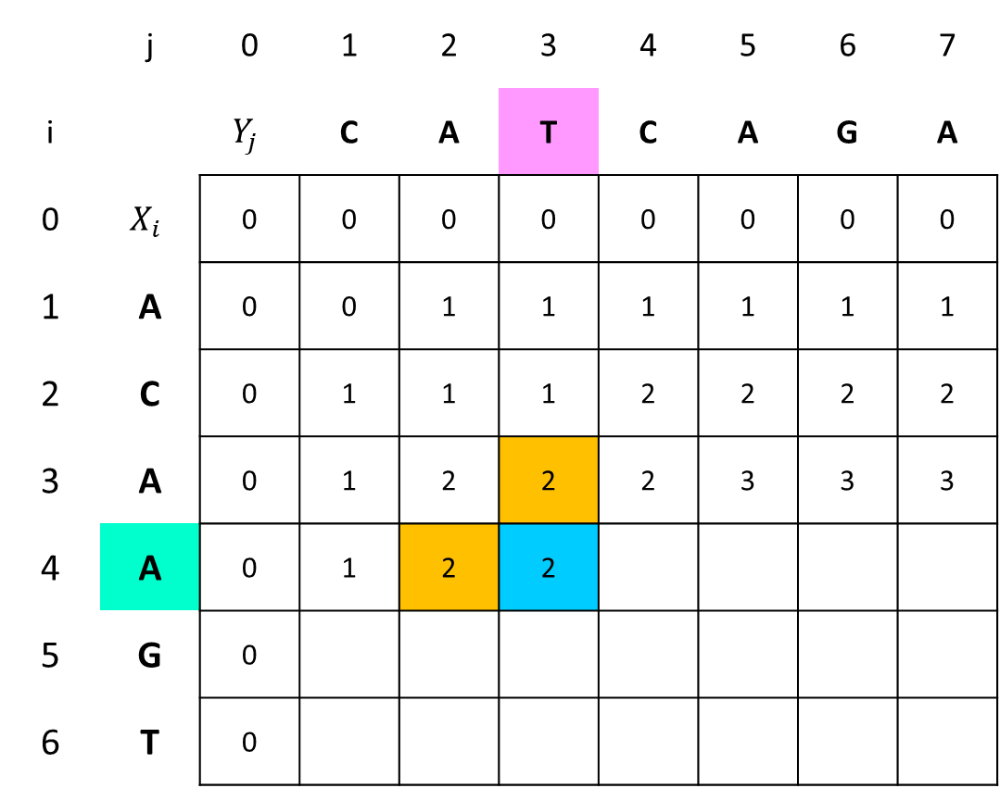 j 0 1 2 3 4 5 6 7
i Yj C A T C A G A
0 Xi 0 0 0 0 0 0 0 0
1 A 0 0 1 1 1 1 1 1
2 C 0 1 1 1 2 2 2 2
3 A 0 1 2 2 2 3 3 3
4 A 0 1 2 2
5 G 0
6 T 0